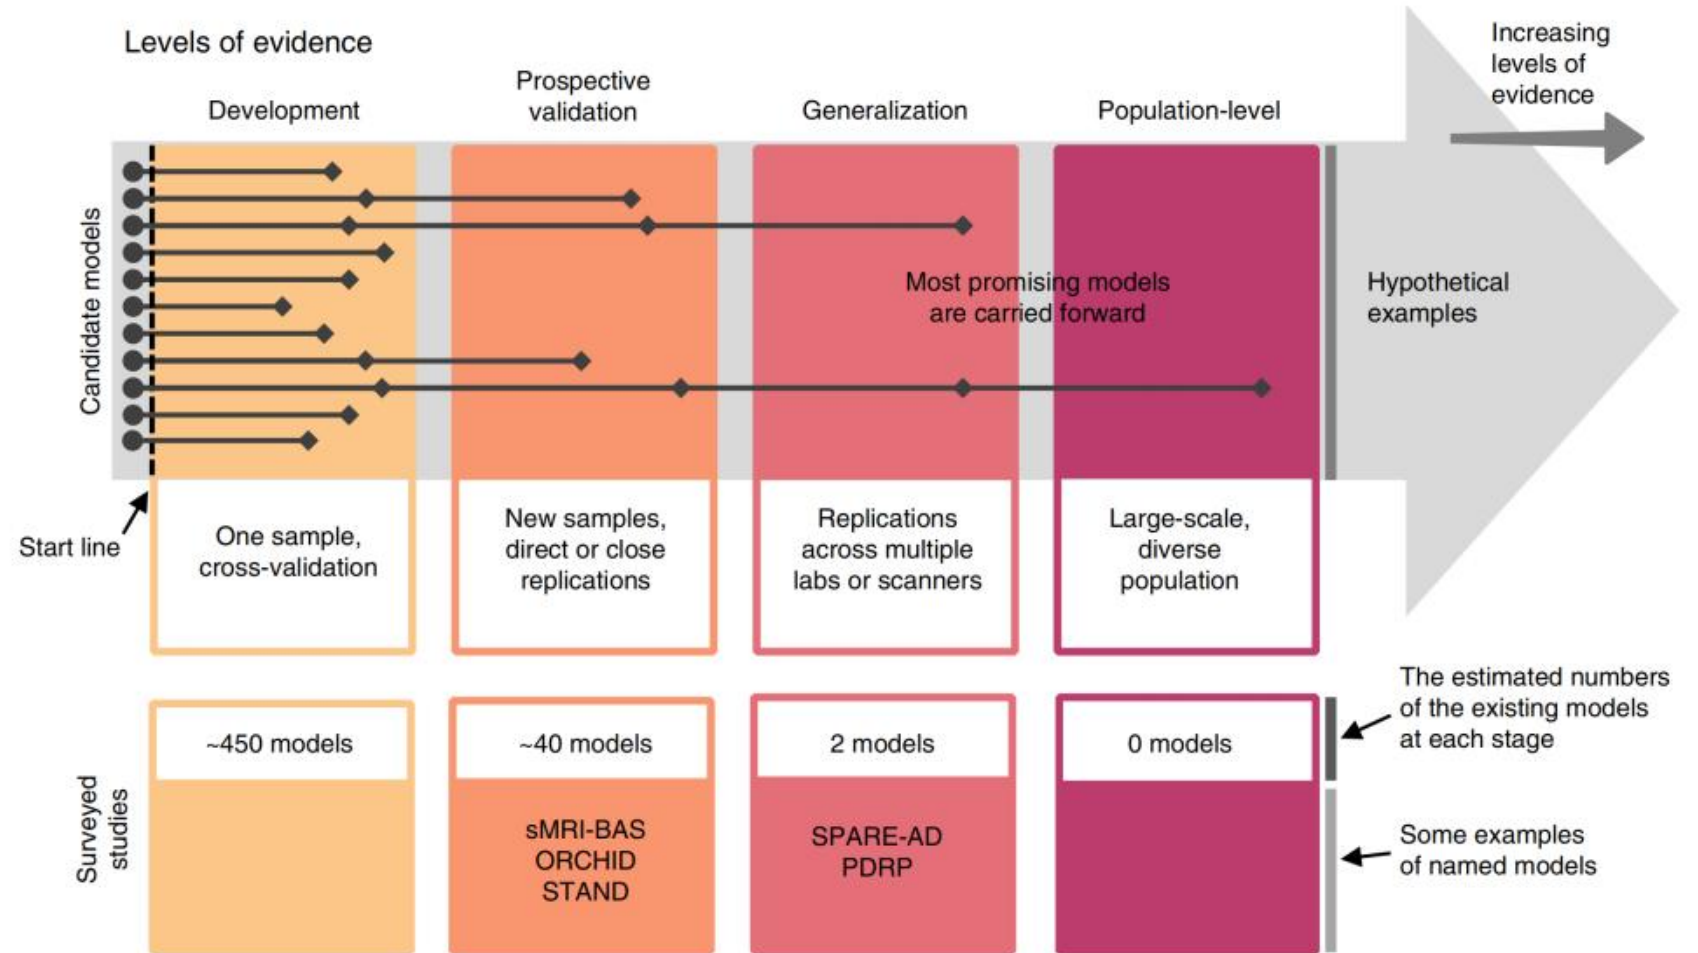 Levels of evidence
Increasing
levels of
evidence
Development
Prospective
validation
Generalization
Population-level
Candidate models
Most promising models
are carried forward
Hypothetical
examples
Start line
One sample,
cross-validation
New samples,
direct or close
replications
Replications
across multiple
labs or scanners
Large-scale,
diverse
population
Surveyed
studies
~450 models
~40 models
2 models
0 models
The estimated numbers
of the existing models
at each stage
sMRI-BAS
ORCHID
STAND
SPARE-AD
PDRP
Some examples
of named models